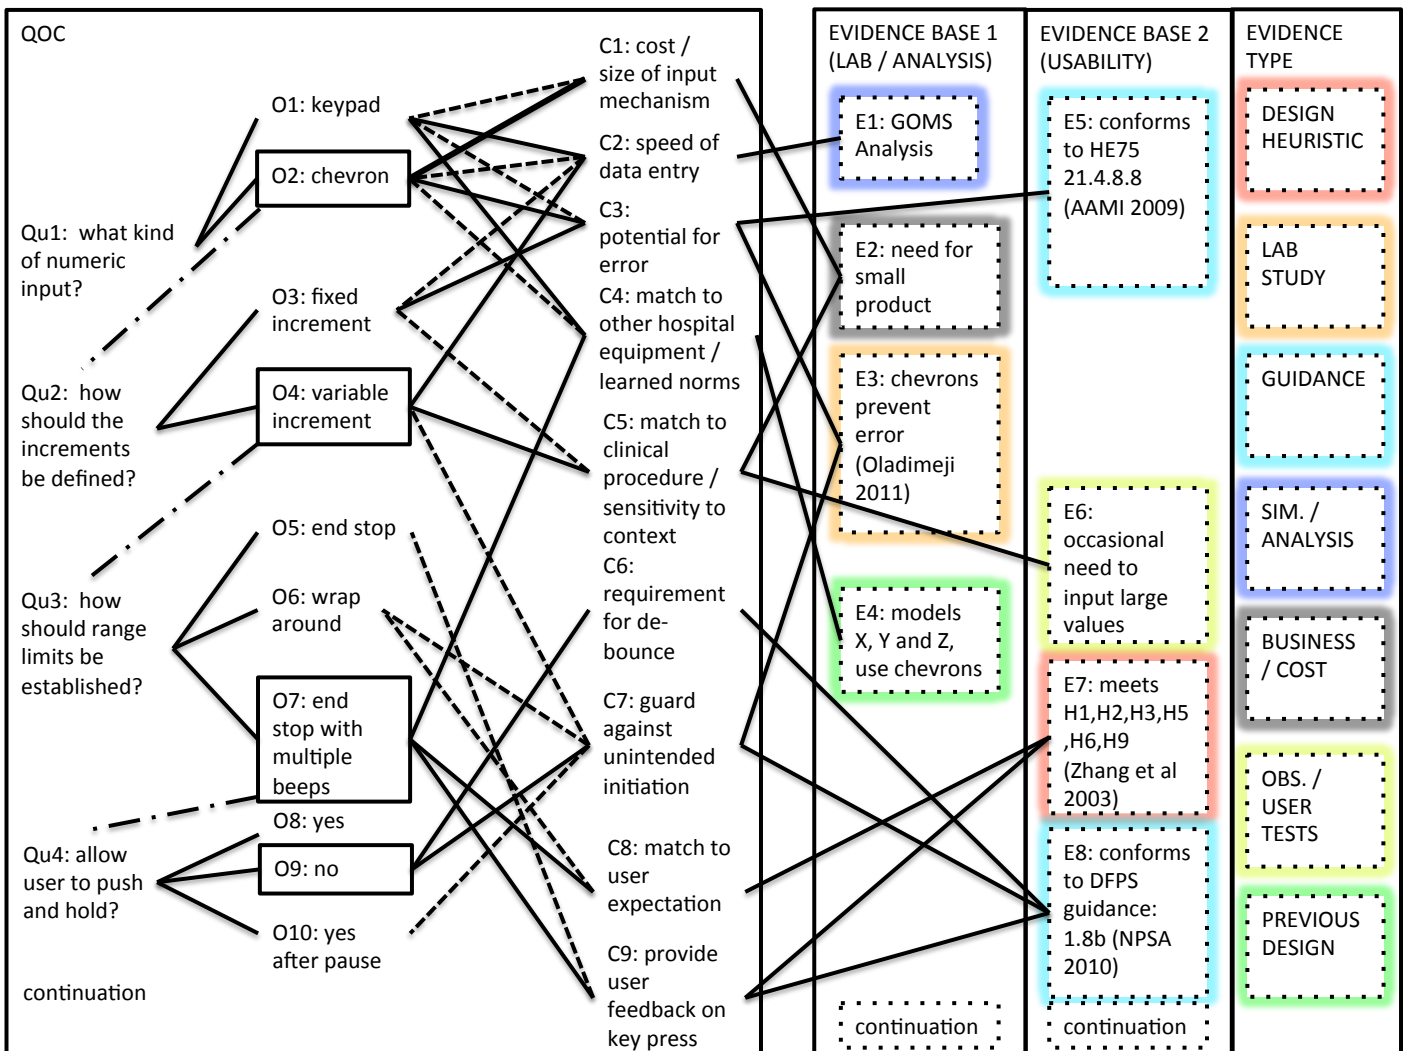 QOC
O1: keypad
O2: chevron
Qu1:  what kind
of numeric
input?
O3: fixed
increment
Qu2:  how
should the
increments
be defined?
O4: variable
increment
O5: end stop
Qu3:  how
should range
limits be
established?
O6: wrap
around
O7: end
stop with
multiple
beeps
O8: yes
Qu4: allow
user to push
and hold?
O9: no
O10: yes
after pause
continuation
C1: cost /
size of input
mechanism
C2: speed of
data entry
C3:
potential for
error
C4: match to
other hospital
equipment /
learned norms
C5: match to
clinical
procedure /
sensitivity to
context
C6:
requirement
for de-
bounce
C7: guard
against
unintended
initiation
C8: match to
user
expectation
C9: provide
user
feedback on
key press
EVIDENCE BASE 1
(LAB / ANALYSIS)
E1: GOMS
Analysis
E2: need for
small
product
E3: chevrons
prevent
error
(Oladimeji
2011)
E4: models
X, Y and Z,
use chevrons
continuation
EVIDENCE BASE 2
(USABILITY)
E5: conforms
to HE75
21.4.8.8
(AAMI 2009)
E6:
occasional
need to
input large
values
E7: meets
H1,H2,H3,H5
,H6,H9
(Zhang et al
2003)
E8: conforms
to DFPS
guidance:
1.8b (NPSA
2010)
continuation
EVIDENCE
TYPE
DESIGN
HEURISTIC
LAB
STUDY
GUIDANCE
SIM. /
ANALYSIS
BUSINESS
/ COST
OBS. /
USER
TESTS
PREVIOUS
DESIGN